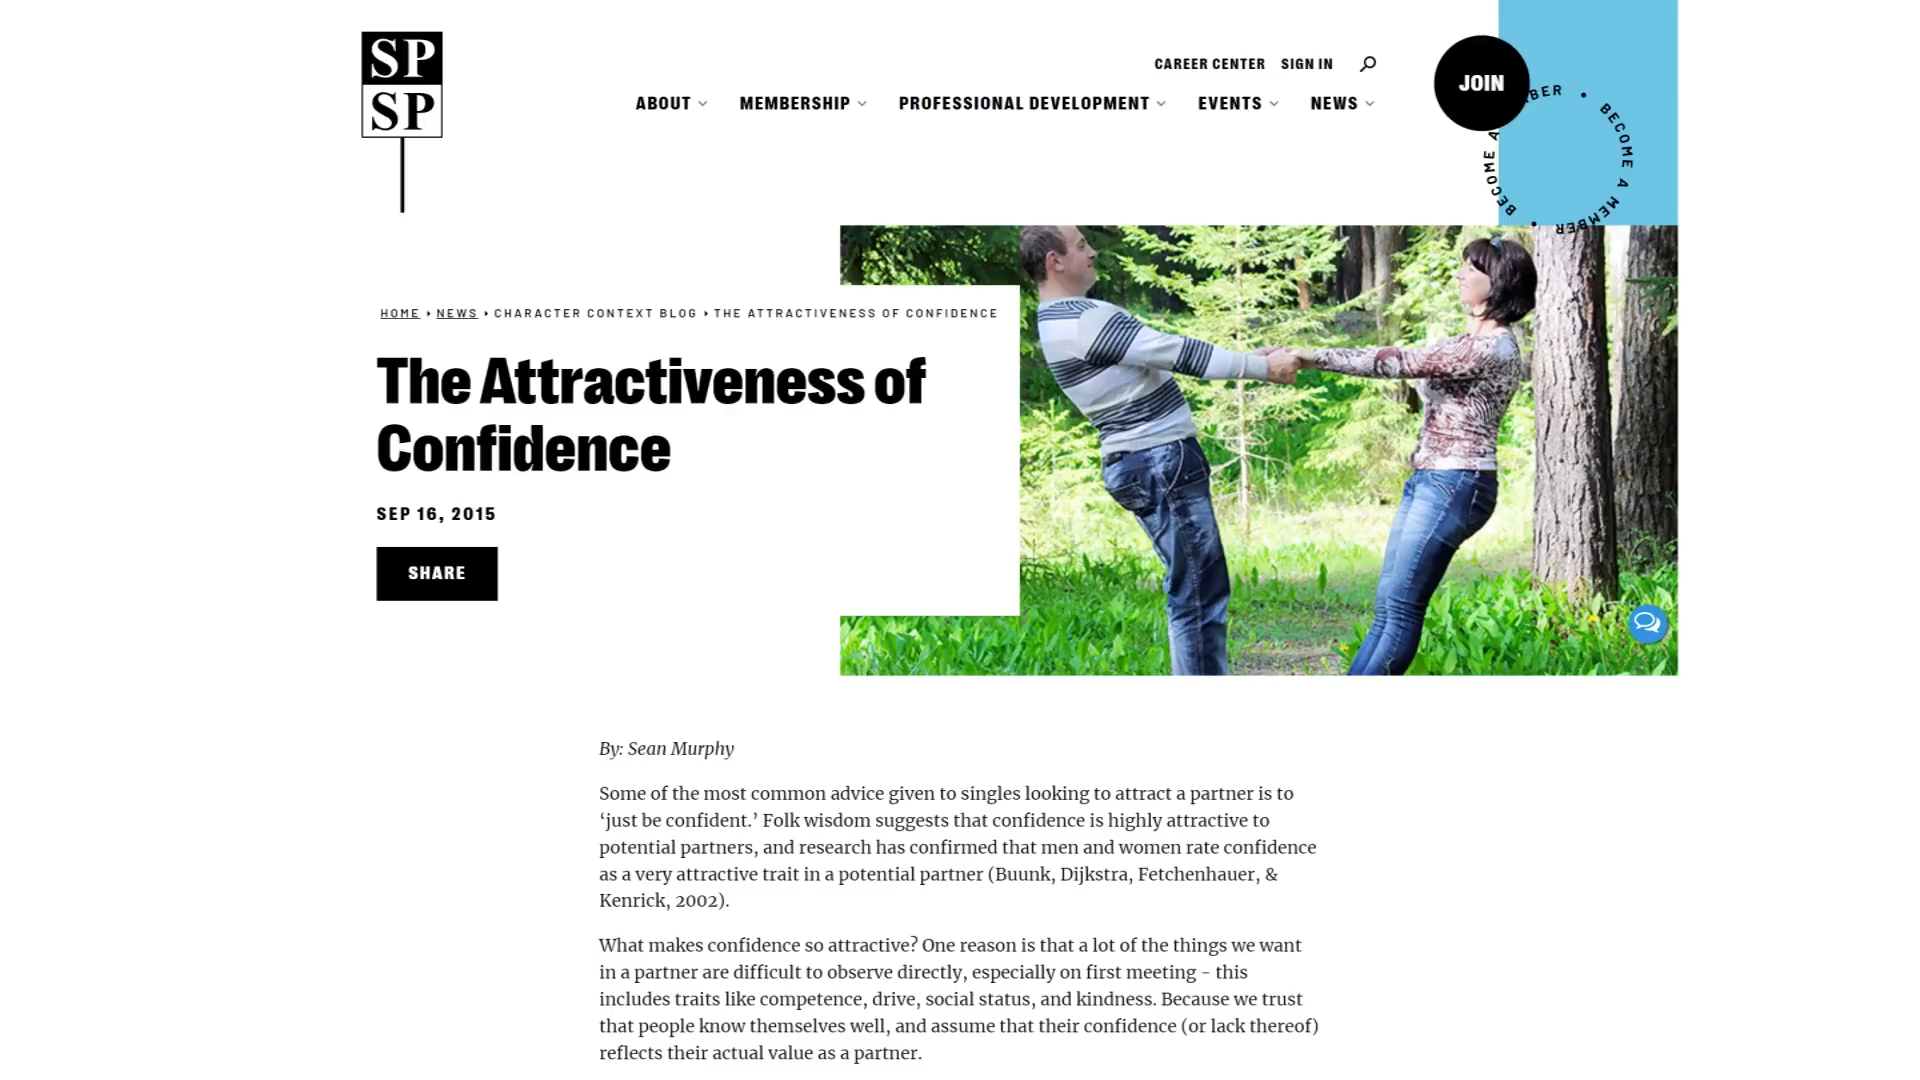 SP
SP
CAREER CENTER SIGN IN
JOIN
ABOUT MEMBERSHIP PROFESSIONAL DEVELOPMENT EVENTS NEWS
BECOME A MEMBER • BECOME A MBER •
HOME ‣ NEWS ‣ CHARACTER CONTEXT BLOG ‣ THE ATTRACTIVENESS OF CONFIDENCE
The Attractiveness of
Confidence
SEP 16, 2015
SHARE
By: Sean Murphy
Some of the most common advice given to singles looking to attract a partner is to
‘just be confident.’ Folk wisdom suggests that confidence is highly attractive to
potential partners, and research has confirmed that men and women rate confidence
as a very attractive trait in a potential partner (Buunk, Dijkstra, Fetchenhauer, &
Kenrick, 2002).
What makes confidence so attractive? One reason is that a lot of the things we want
in a partner are difficult to observe directly, especially on first meeting - this
includes traits like competence, drive, social status, and kindness. Because we trust
that people know themselves well, and assume that their confidence (or lack thereof)
reflects their actual value as a partner.